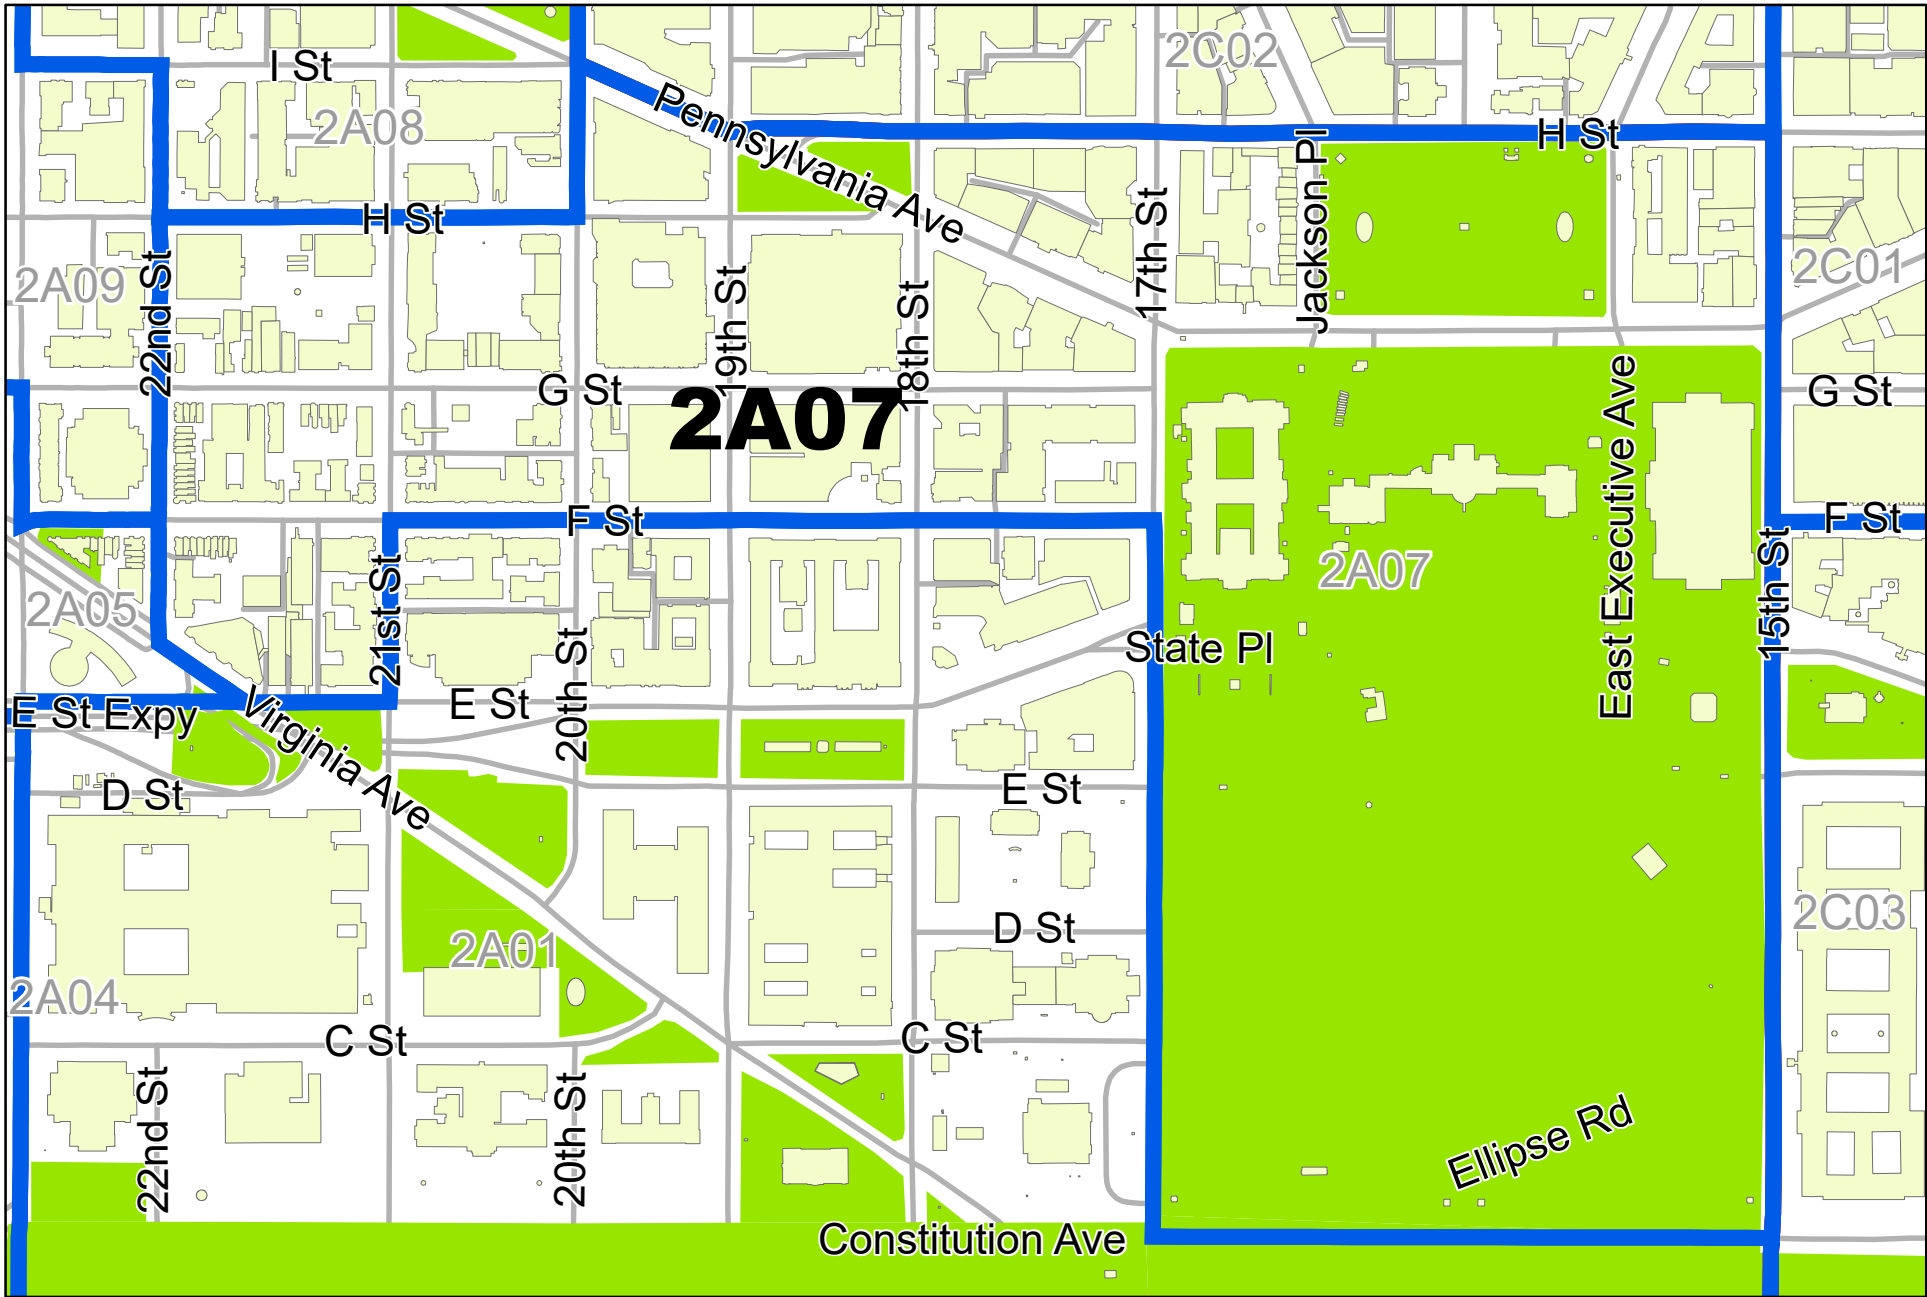 2C02
I St
Pennsylvania Ave
2A08
H St
Jackson Pl
H St
17th St
2A09
22nd St
19th St
18th St
2C01
G St
2A07
East Executive Ave
G St
F St
F St
21st St
2A07
15th St
2A05
20th St
State Pl
E St Expy
Virginia Ave
E St
D St
E St
2A01
D St
2C03
2A04
C St
C St
22nd St
20th St
Ellipse Rd
Constitution Ave